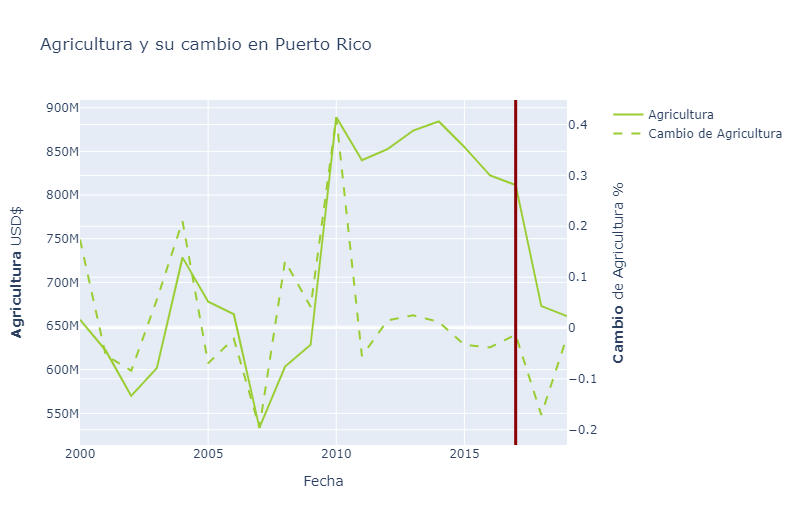 Agricultura y su cambio en Puerto Rico
900M
850M
800M
750M
700M
650M
600M
550M
Agricultura USD$
0.4
0.3
0.2
0.1
0
−0.1
−0.2
Cambio de Agricultura %
2000
2005
2010
2015
Fecha
Agricultura
Cambio de Agricultura